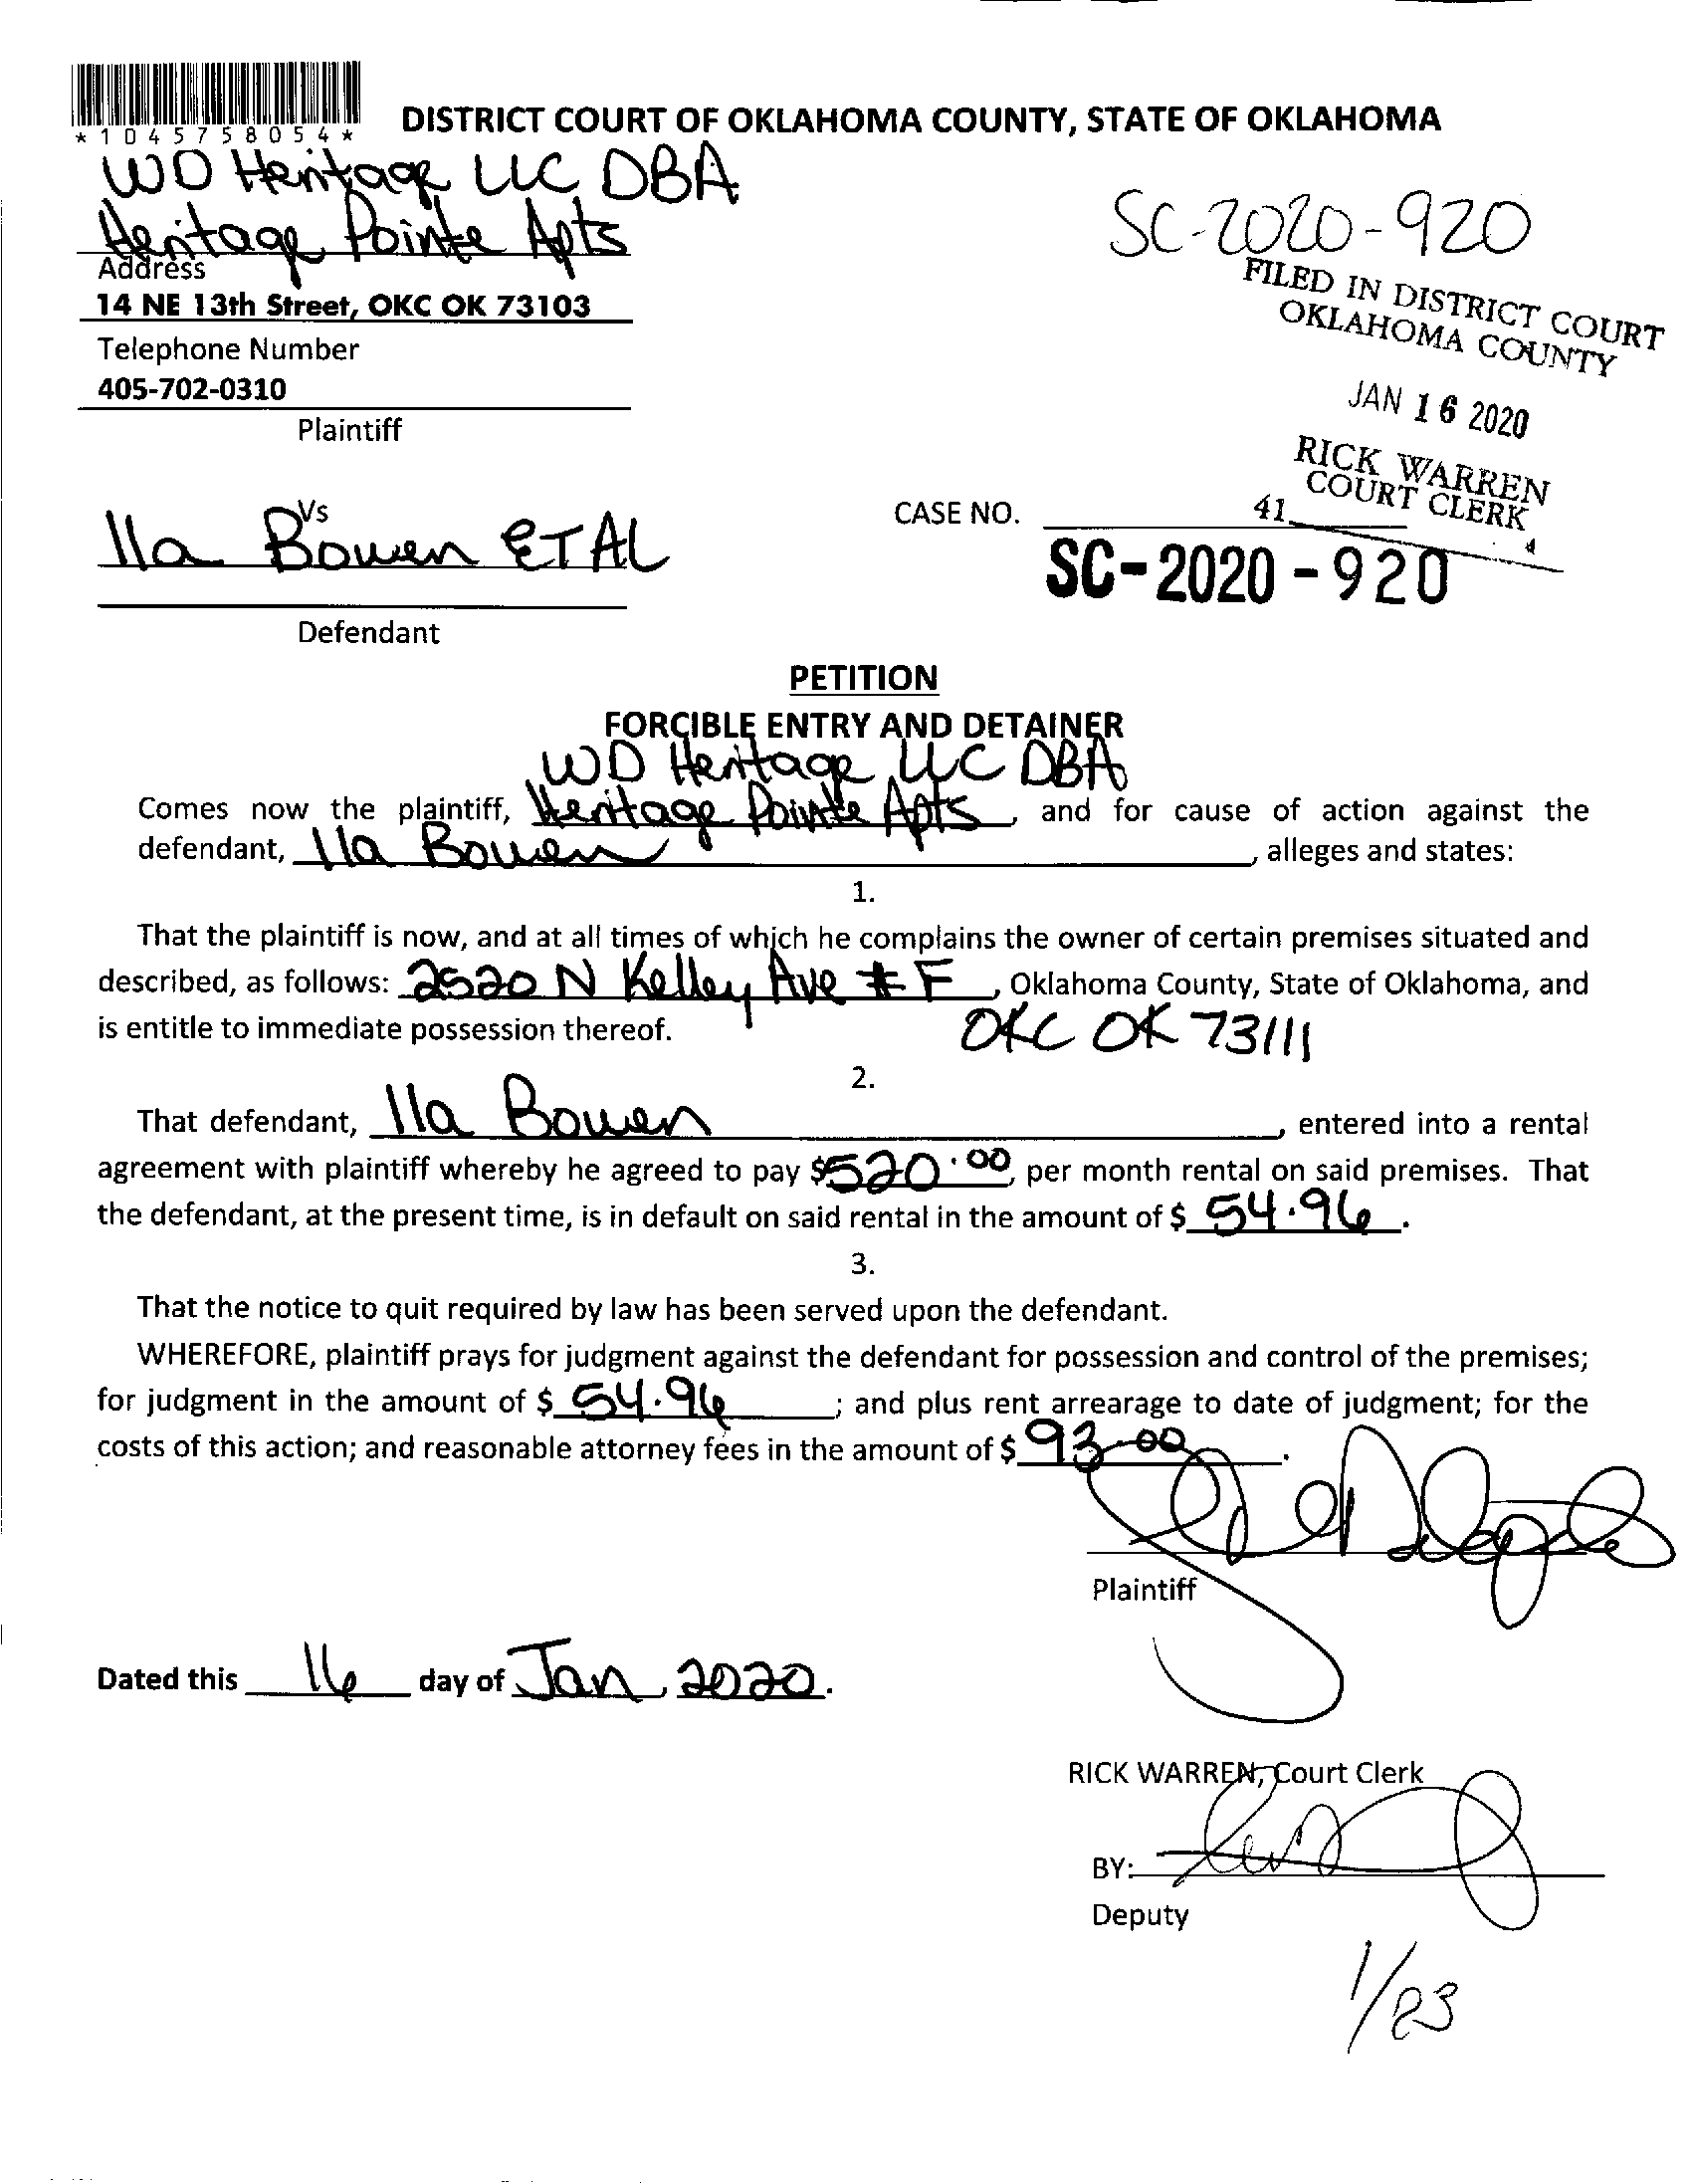 *1045758054*
DISTRICT COURT OF OKLAHOMA COUNTY, STATE OF OKLAHOMA
WD Heritage LLC DBA
Heritage Pointe Apts
SC-2020-920
Address
14 NE 13th Street, OKC OK 73103
FILED IN DISTRICT COURT
OKLAHOMA COUNTY
Telephone Number
405-702-0310
JAN 16 2020
Plaintiff
RICK WARREN
COURT CLERK
41
Vs
CASE NO.
Ila Bowen ET AL
SC-2020-920
Defendant
PETITION
FORCIBLE ENTRY AND DETAINER
WD Heritage LLC DBA
Comes now the plaintiff, Heritage Pointe Apts, and for cause of action against the
defendant, Ila Bowen, alleges and states:
1.
That the plaintiff is now, and at all times of which he complains the owner of certain premises situated and
described, as follows: 2520 N Kelley Ave # F, Oklahoma County, State of Oklahoma, and
is entitle to immediate possession thereof. OKC OK 73111
2.
That defendant, Ila Bowen, entered into a rental
agreement with plaintiff whereby he agreed to pay $520.00, per month rental on said premises. That
the defendant, at the present time, is in default on said rental in the amount of $ 54.96.
3.
That the notice to quit required by law has been served upon the defendant.
WHEREFORE, plaintiff prays for judgment against the defendant for possession and control of the premises;
for judgment in the amount of $ 54.96; and plus rent arrearage to date of judgment; for the
costs of this action; and reasonable attorney fees in the amount of $ 93.00.
Plaintiff
Dated this 16 day of Jan, 2020.
RICK WARREN, Court Clerk
BY:
Deputy
1/23